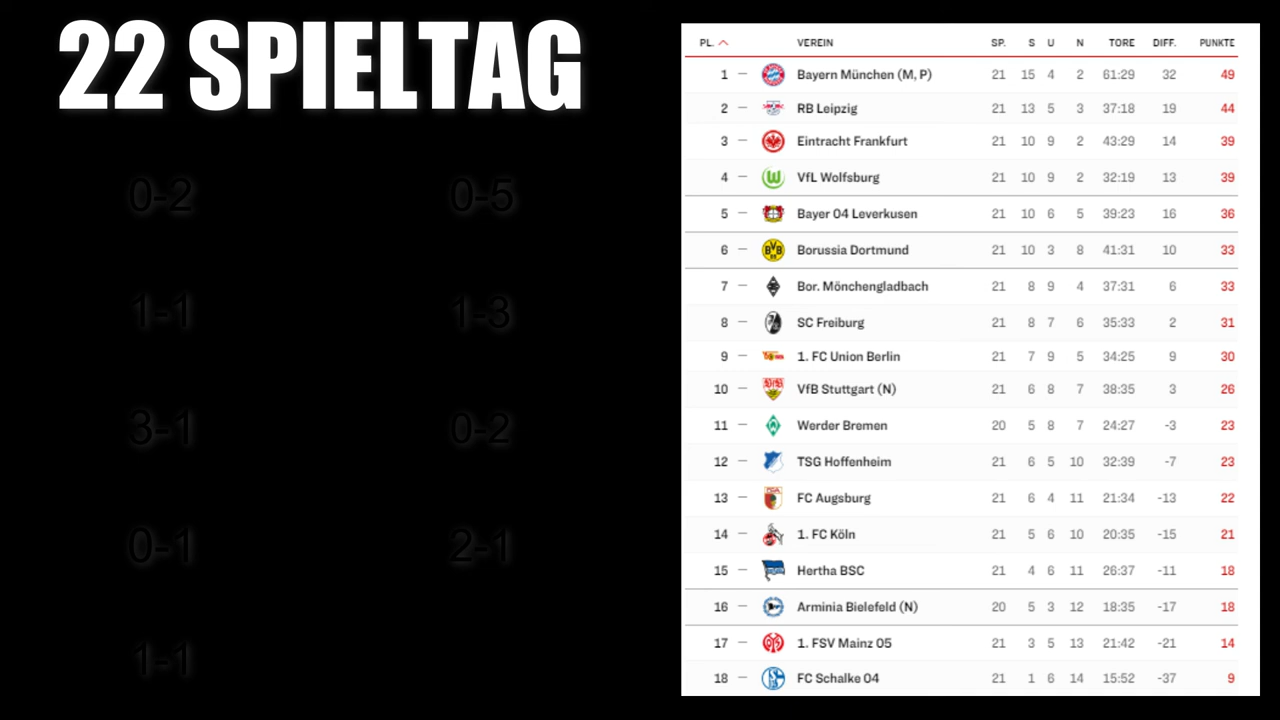 22 SPIELTAG
0-2 0-5
1-1 1-3
3-1 0-2
0-1 2-1
1-1
PL. VEREIN SP. S U N TORE DIFF. PUNKTE
1 — Bayern München (M, P) 21 15 4 2 61:29 32 49
2 — RB Leipzig 21 13 5 3 37:18 19 44
3 — Eintracht Frankfurt 21 10 9 2 43:29 14 39
4 — VfL Wolfsburg 21 10 9 2 32:19 13 39
5 — Bayer 04 Leverkusen 21 10 6 5 39:23 16 36
6 — Borussia Dortmund 21 10 3 8 41:31 10 33
7 — Bor. Mönchengladbach 21 8 9 4 37:31 6 33
8 — SC Freiburg 21 8 7 6 35:33 2 31
9 — 1. FC Union Berlin 21 7 9 5 34:25 9 30
10 — VfB Stuttgart (N) 21 6 8 7 38:35 3 26
11 — Werder Bremen 20 5 8 7 24:27 -3 23
12 — TSG Hoffenheim 21 6 5 10 32:39 -7 23
13 — FC Augsburg 21 6 4 11 21:34 -13 22
14 — 1. FC Köln 21 5 6 10 20:35 -15 21
15 — Hertha BSC 21 4 6 11 26:37 -11 18
16 — Arminia Bielefeld (N) 20 5 3 12 18:35 -17 18
17 — 1. FSV Mainz 05 21 3 5 13 21:42 -21 14
18 — FC Schalke 04 21 1 6 14 15:52 -37 9